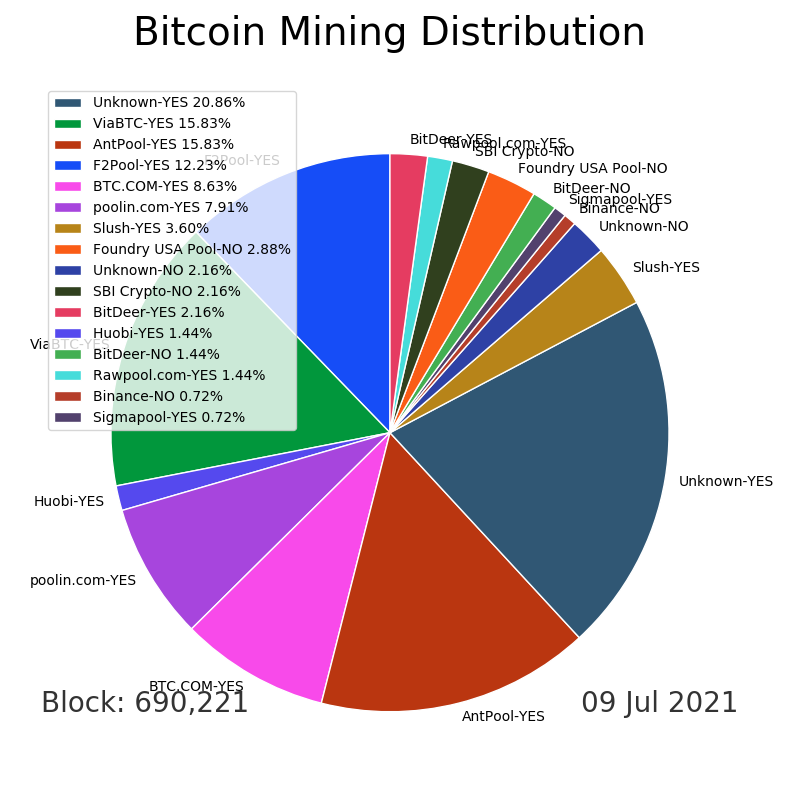 Bitcoin Mining Distribution
Unknown-YES 20.86%
ViaBTC-YES 15.83%
AntPool-YES 15.83%
F2Pool-YES 12.23%
BTC.COM-YES 8.63%
poolin.com-YES 7.91%
Slush-YES 3.60%
Foundry USA Pool-NO 2.88%
Unknown-NO 2.16%
SBI Crypto-NO 2.16%
BitDeer-YES 2.16%
Huobi-YES 1.44%
BitDeer-NO 1.44%
Rawpool.com-YES 1.44%
Binance-NO 0.72%
Sigmapool-YES 0.72%
BitDeer-YES
Rawpool.com-YES
SBI Crypto-NO
F2Pool-YES
Foundry USA Pool-NO
BitDeer-NO
Sigmapool-YES
Binance-NO
Unknown-NO
Slush-YES
ViaBTC-YES
Unknown-YES
Huobi-YES
poolin.com-YES
BTC.COM-YES
AntPool-YES
Block: 690,221
09 Jul 2021